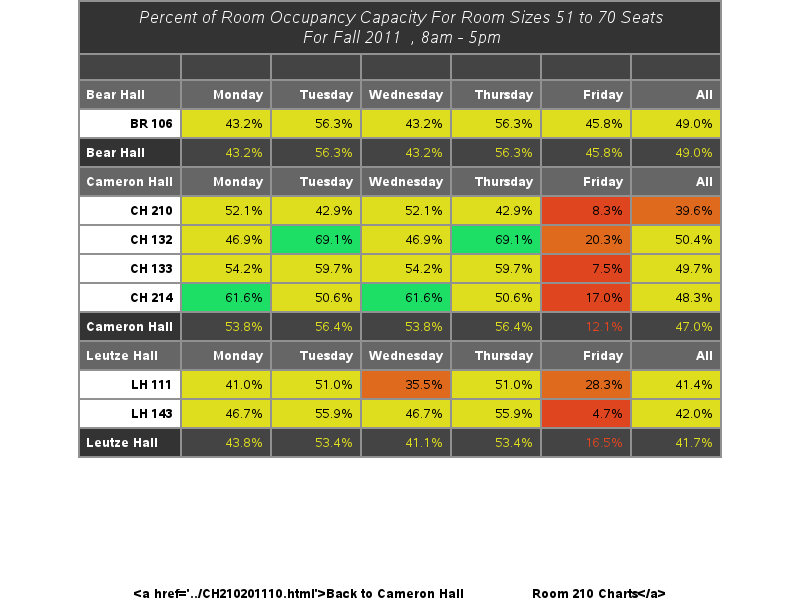 Percent of Room Occupancy Capacity For Room Sizes 51 to 70 Seats
For Fall 2011 , 8am - 5pm
Bear Hall Monday Tuesday Wednesday Thursday Friday All
BR 106 43.2% 56.3% 43.2% 56.3% 45.8% 49.0%
Bear Hall 43.2% 56.3% 43.2% 56.3% 45.8% 49.0%
Cameron Hall Monday Tuesday Wednesday Thursday Friday All
CH 210 52.1% 42.9% 52.1% 42.9% 8.3% 39.6%
CH 132 46.9% 69.1% 46.9% 69.1% 20.3% 50.4%
CH 133 54.2% 59.7% 54.2% 59.7% 7.5% 49.7%
CH 214 61.6% 50.6% 61.6% 50.6% 17.0% 48.3%
Cameron Hall 53.8% 56.4% 53.8% 56.4% 12.1% 47.0%
Leutze Hall Monday Tuesday Wednesday Thursday Friday All
LH 111 41.0% 51.0% 35.5% 51.0% 28.3% 41.4%
LH 143 46.7% 55.9% 46.7% 55.9% 4.7% 42.0%
Leutze Hall 43.8% 53.4% 41.1% 53.4% 16.5% 41.7%
<a href='../CH210201110.html'>Back to Cameron Hall Room 210 Charts</a>